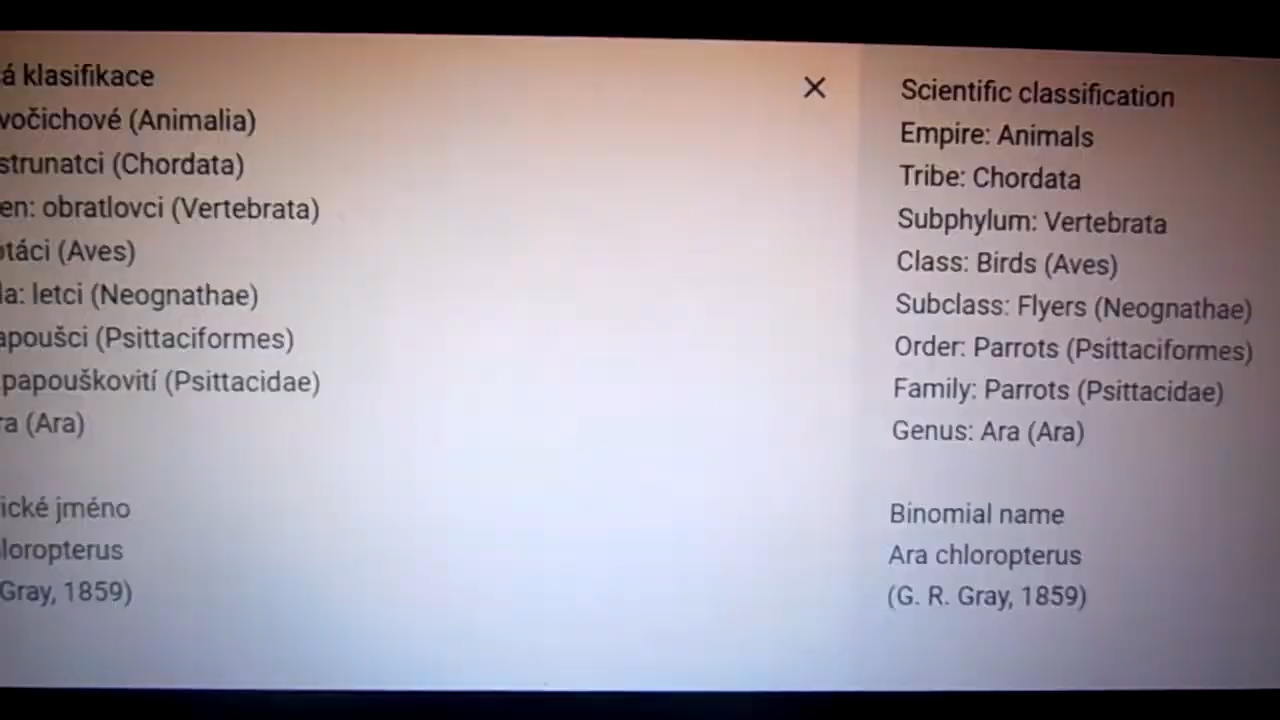 á klasifikace
vočichové (Animalia)
strunatci (Chordata)
en: obratlovci (Vertebrata)
táci (Aves)
la: letci (Neognathae)
apoušci (Psittaciformes)
papouškovití (Psittacidae)
ra (Ara)
ické jméno
loropterus
Gray, 1859)
Scientific classification
Empire: Animals
Tribe: Chordata
Subphylum: Vertebrata
Class: Birds (Aves)
Subclass: Flyers (Neognathae)
Order: Parrots (Psittaciformes)
Family: Parrots (Psittacidae)
Genus: Ara (Ara)
Binomial name
Ara chloropterus
(G. R. Gray, 1859)